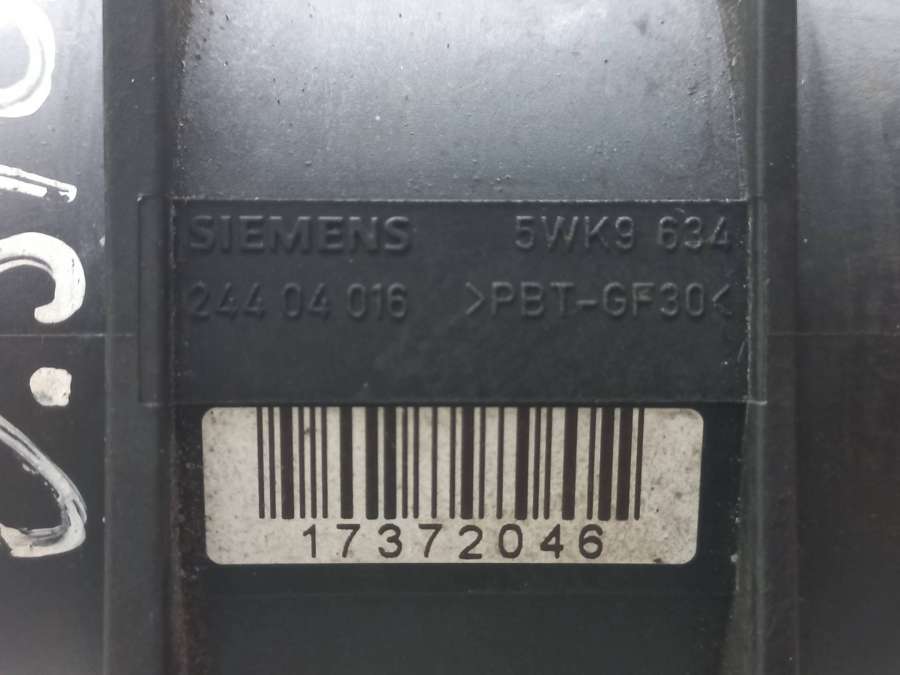 SIEMENS 5WK9 634
244 04 016 >PBT-GF30<
17372046